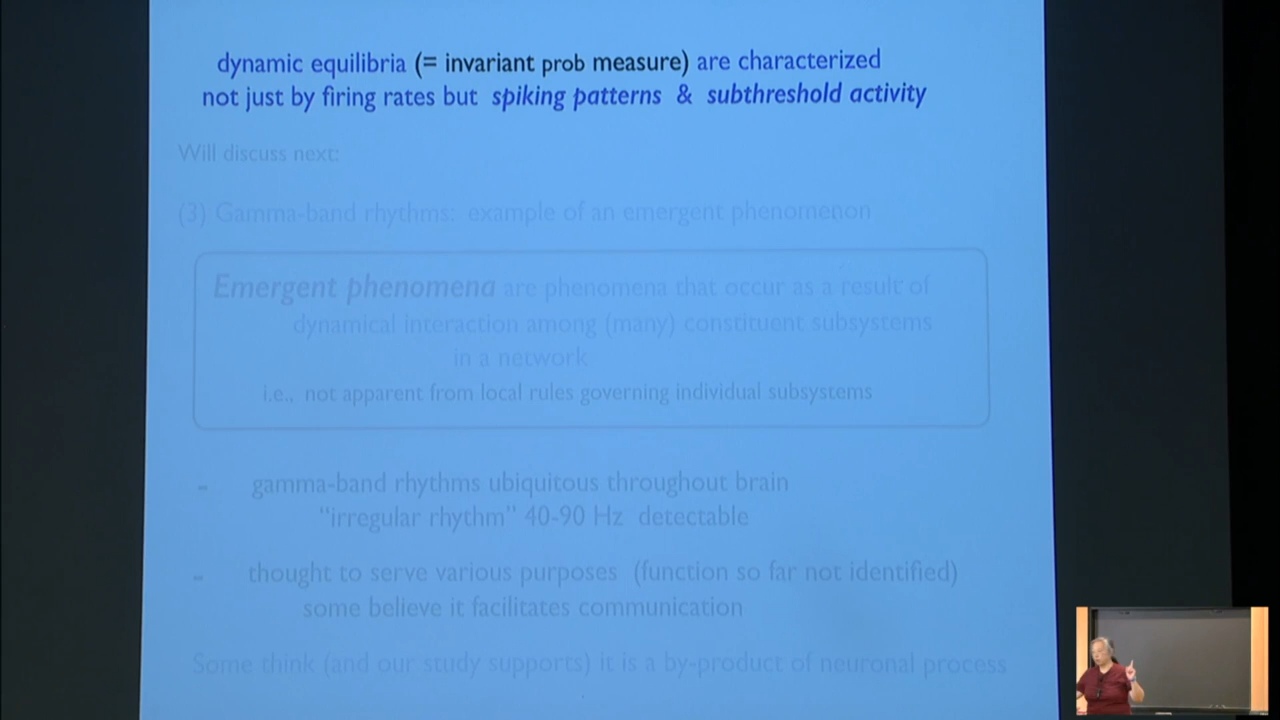 dynamic equilibria (= invariant prob measure) are characterized
not just by firing rates but spiking patterns & subthreshold activity
Will discuss next:
(3) Gamma-band rhythms: example of an emergent phenomenon
Emergent phenomena are phenomena that occur as a result of
dynamical interaction among (many) constituent subsystems
in a network
i.e., not apparent from local rules governing individual subsystems
- gamma-band rhythms ubiquitous throughout brain
"irregular rhythm" 40-90 Hz detectable
- thought to serve various purposes (function so far not identified)
some believe it facilitates communication
Some think (and our study supports) it is a by-product of neuronal process